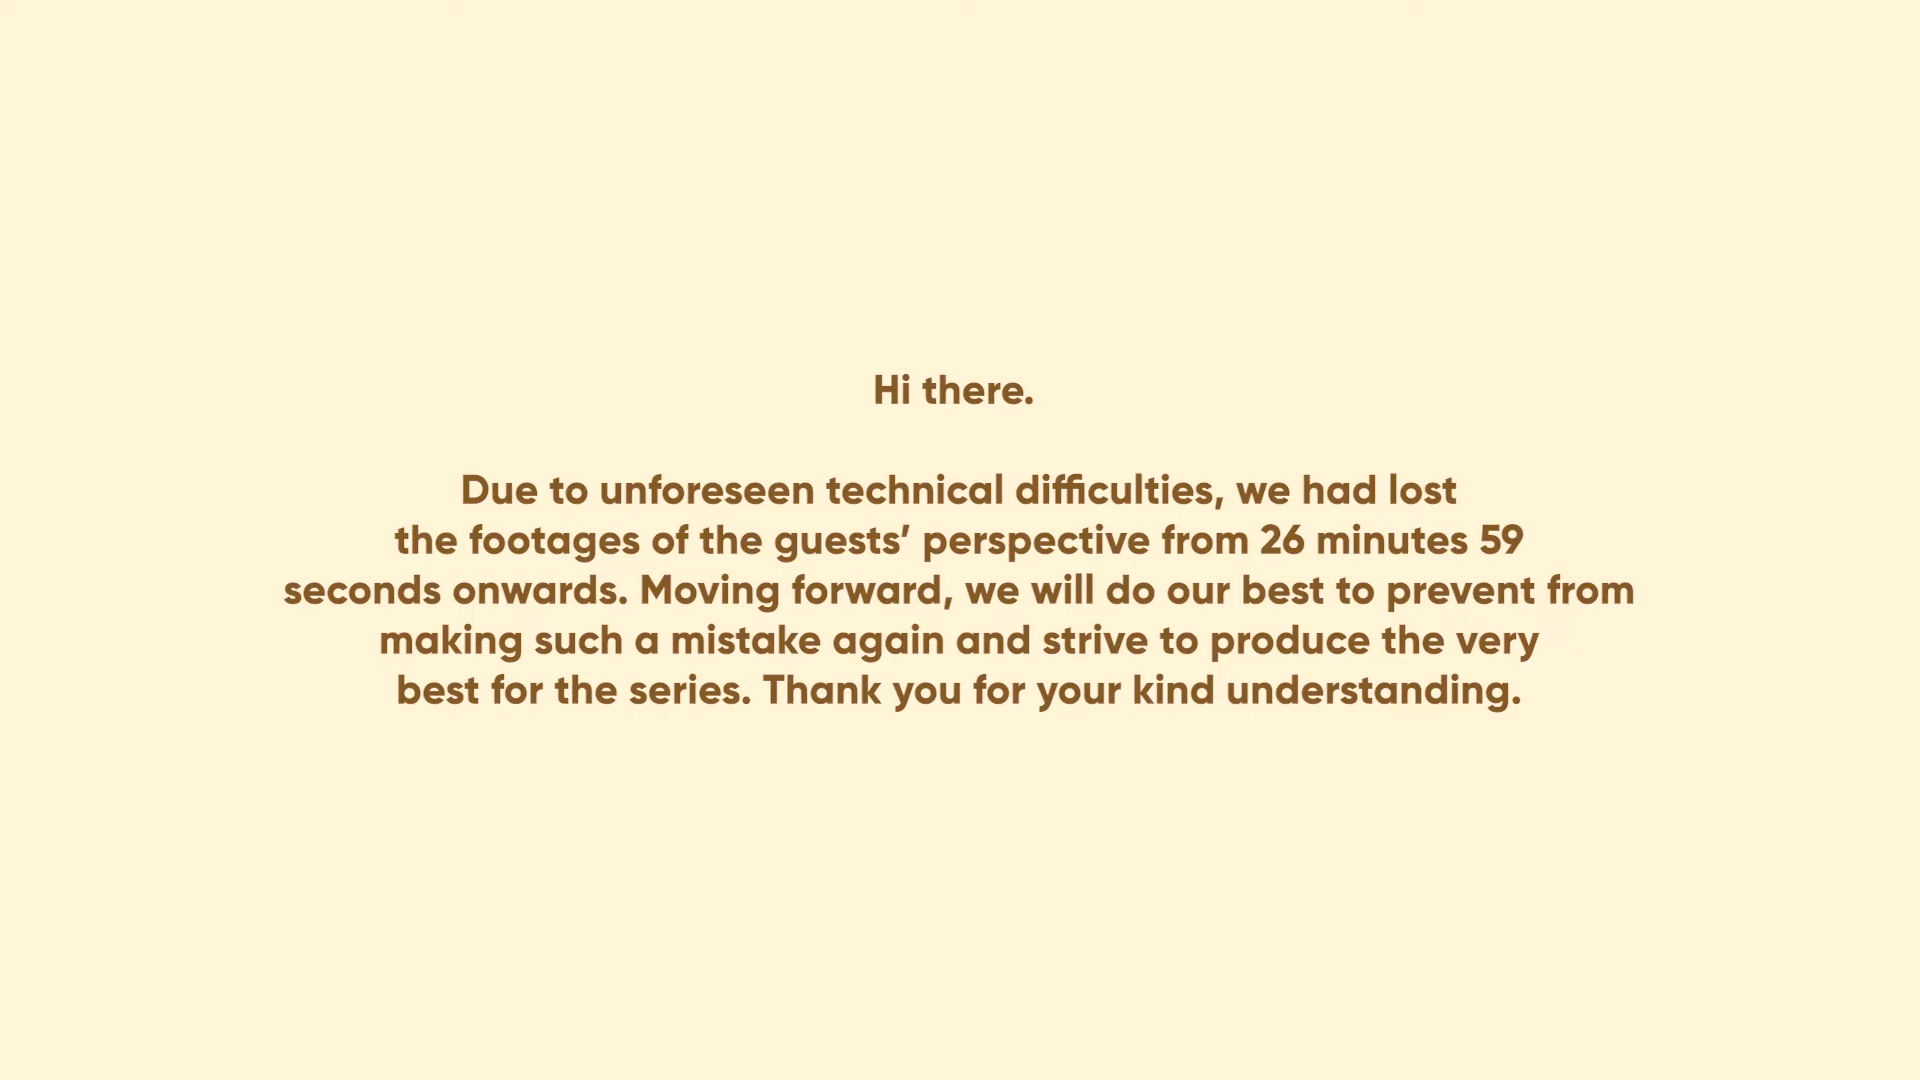 Hi there.
Due to unforeseen technical difficulties, we had lost
the footages of the guests’ perspective from 26 minutes 59
seconds onwards. Moving forward, we will do our best to prevent from
making such a mistake again and strive to produce the very
best for the series. Thank you for your kind understanding.